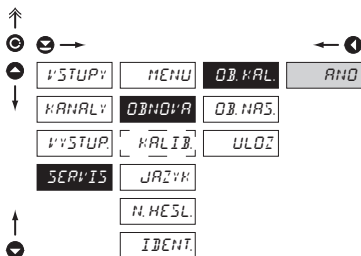 VSTUPY MENU OB. KAL. ANO
KANALY OBNOVA OB. NAS.
VYSTUP. KALIB. ULOZ
SERVIS JAZYK
N. HESL.
IDENT.